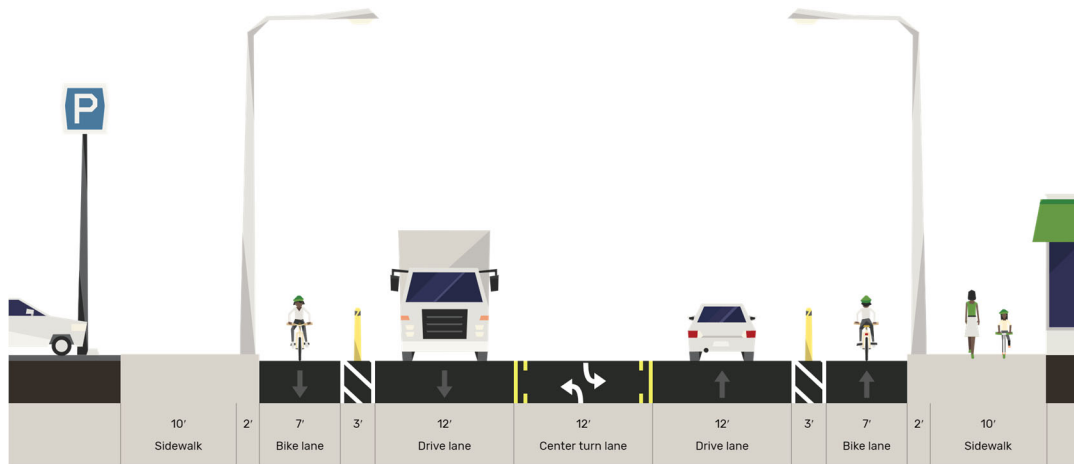 P
10′ 2′ 7′ 3′ 12′ 12′ 12′ 3′ 7′ 2′ 10′
Sidewalk Bike lane Drive lane Center turn lane Drive lane Bike lane Sidewalk